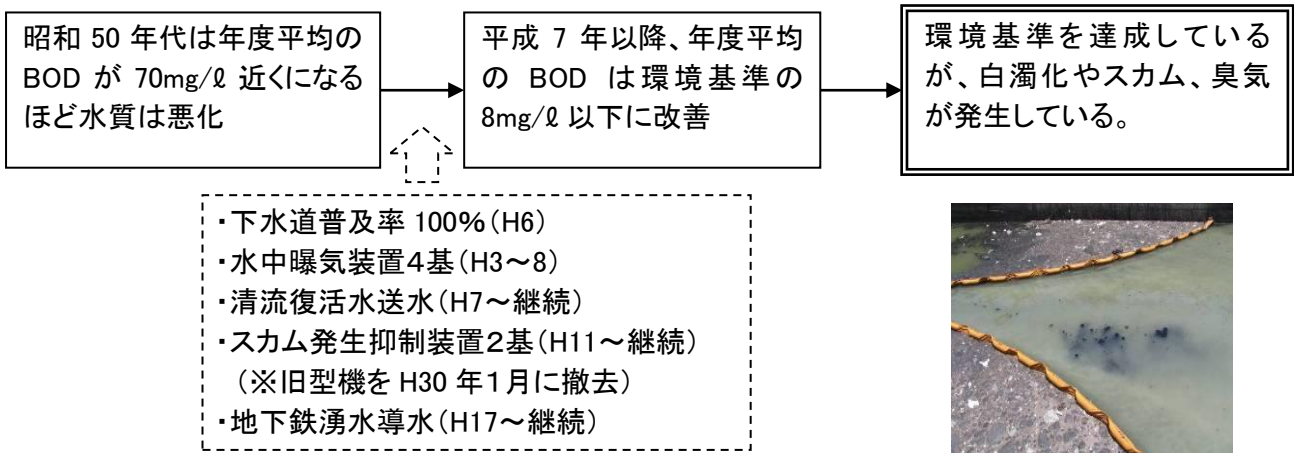 昭和 50 年代は年度平均の
BOD が 70mg/ℓ 近くになる
ほど水質は悪化
平成 7 年以降、年度平均
の BOD は環境基準の
8mg/ℓ 以下に改善
環境基準を達成している
が、白濁化やスカム、臭気
が発生している。
・下水道普及率 100%(H6)
・水中曝気装置4基(H3～8)
・清流復活水送水(H7～継続)
・スカム発生抑制装置2基(H11～継続)
(※旧型機を H30 年1月に撤去)
・地下鉄湧水導水(H17～継続)